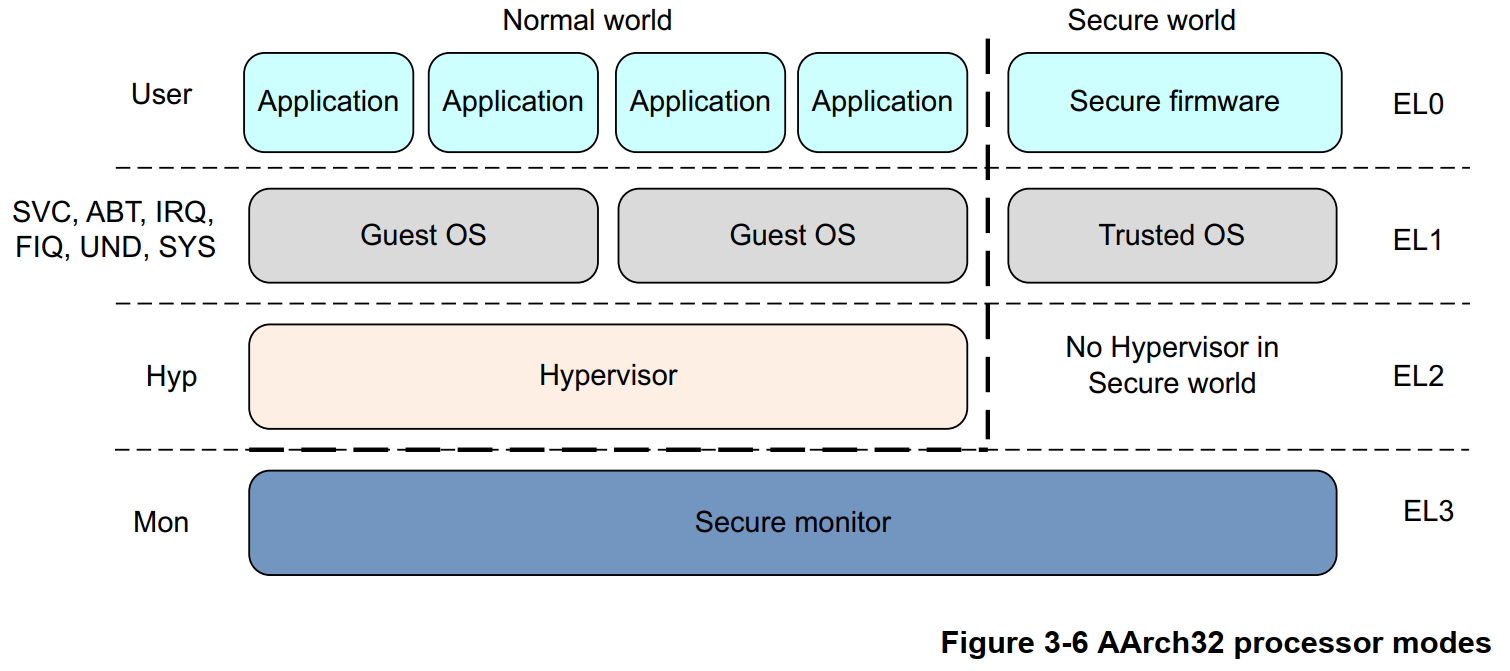 Normal world
Secure world
User
Application
Application
Application
Application
Secure firmware
EL0
SVC, ABT, IRQ,
FIQ, UND, SYS
Guest OS
Guest OS
Trusted OS
EL1
Hyp
Hypervisor
No Hypervisor in
Secure world
EL2
Mon
Secure monitor
EL3
Figure 3-6 AArch32 processor modes